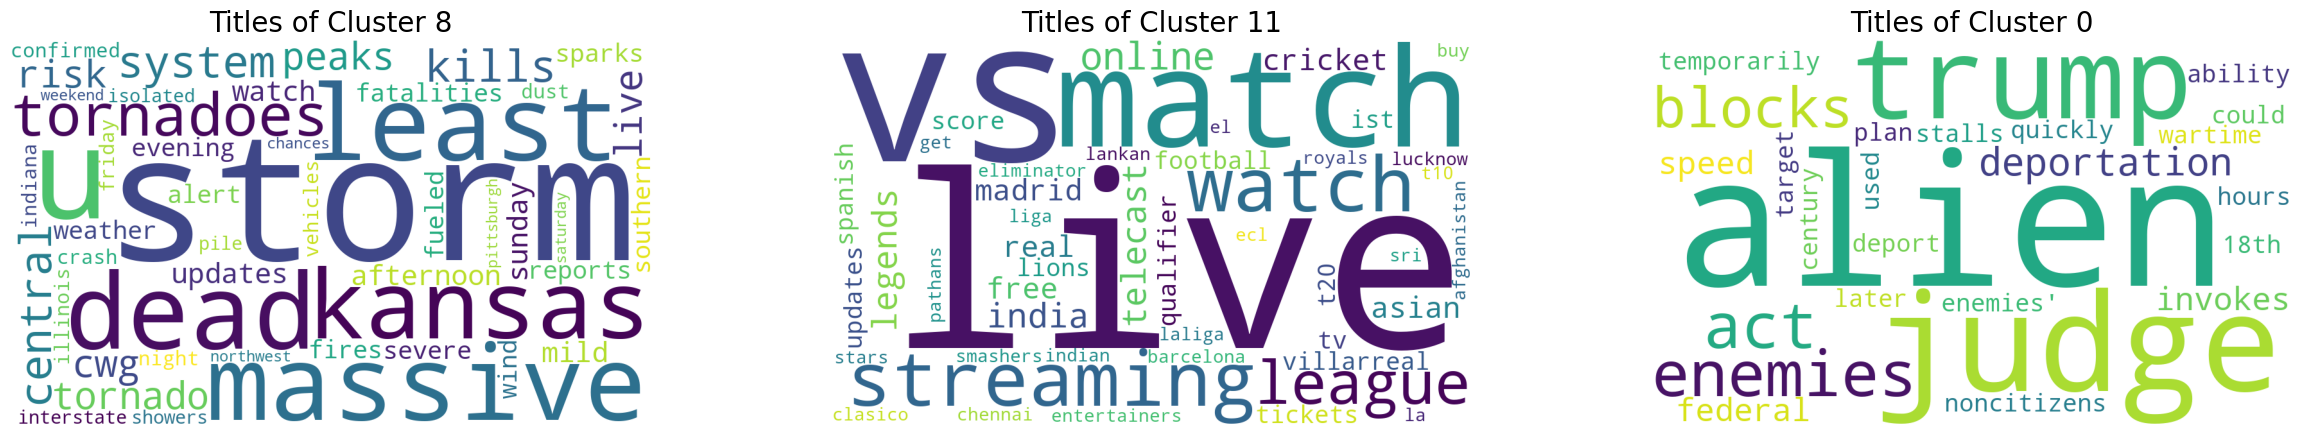 Titles of Cluster 8
confirmed
system
peaks
kills
sparks
risk
weekend
isolated
watch
fatalities
dust
live
tornadoes
least
evening
chances
friday
indiana
u
storm
alert
weather
pile
vehicles
fueled
pittsburgh
sunday
saturday
southern
central
crash
updates
afternoon
reports
illinois
dead
kansas
cwg
night
northwest
fires
severe
wind
mild
tornado
massive
interstate
showers
Titles of Cluster 11
vs
online
cricket
buy
match
score
get
el
ist
lankan
football
royals
lucknow
eliminator
t10
spanish
legends
madrid
watch
liga
telecast
qualifier
live
ecl
afghanistan
real
lions
sri
updates
pathans
free
india
t20
asian
laliga
tv
stars
smashers
indian
barcelona
villarreal
streaming
league
clasico
chennai
entertainers
tickets
la
Titles of Cluster 0
temporarily
trump
ability
blocks
could
plan
stalls
quickly
wartime
speed
target
used
deportation
century
alien
hours
deport
18th
later
enemies'
invokes
act
judge
enemies
federal
noncitizens